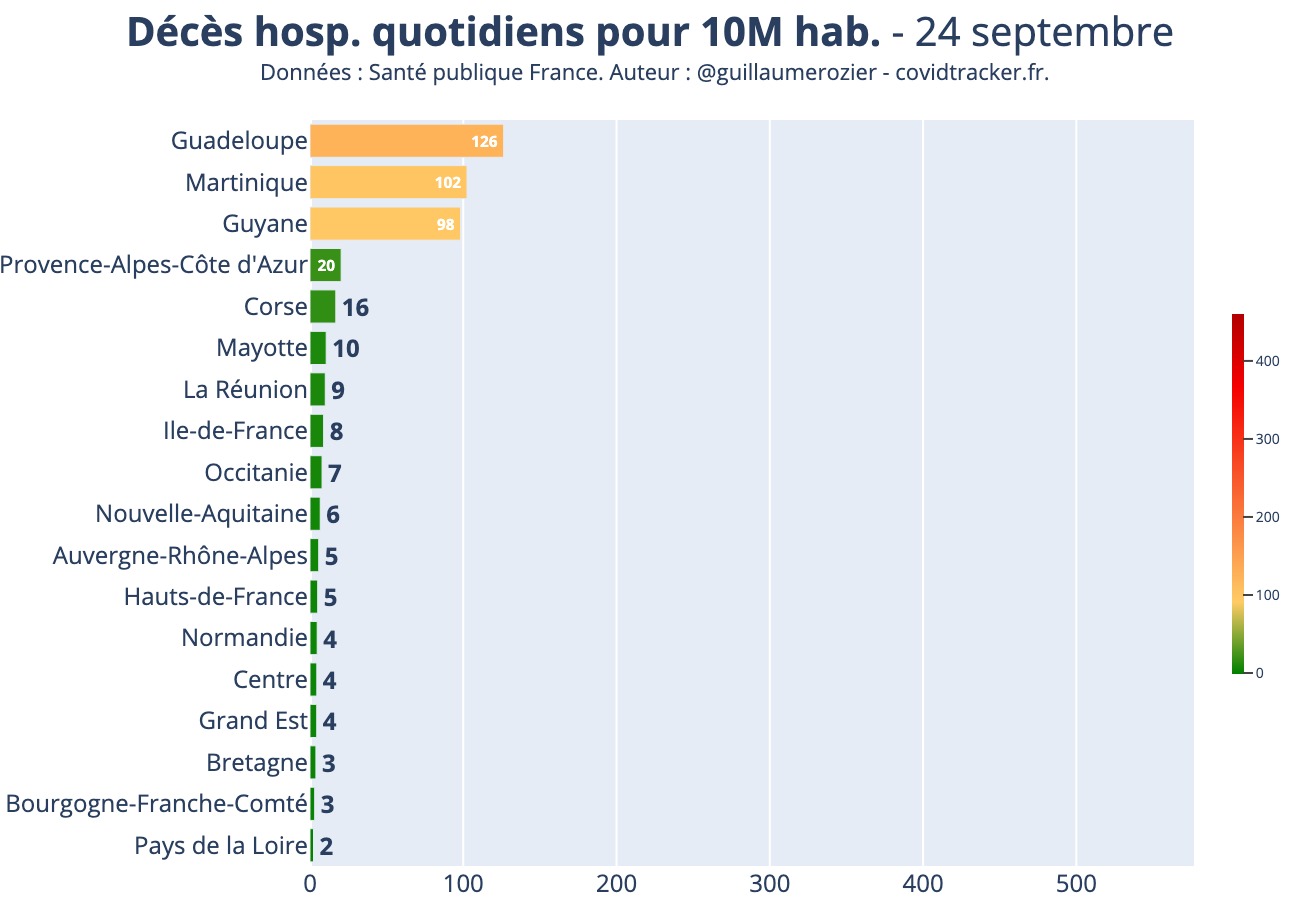 Décès hosp. quotidiens pour 10M hab. - 24 septembre
Données : Santé publique France. Auteur : @guillaumerozier - covidtracker.fr.
Guadeloupe 126
Martinique 102
Guyane 98
Provence-Alpes-Côte d'Azur 20
Corse 16
Mayotte 10
La Réunion 9
Ile-de-France 8
Occitanie 7
Nouvelle-Aquitaine 6
Auvergne-Rhône-Alpes 5
Hauts-de-France 5
Normandie 4
Centre 4
Grand Est 4
Bretagne 3
Bourgogne-Franche-Comté 3
Pays de la Loire 2
0 100 200 300 400 500
400
300
200
100
0